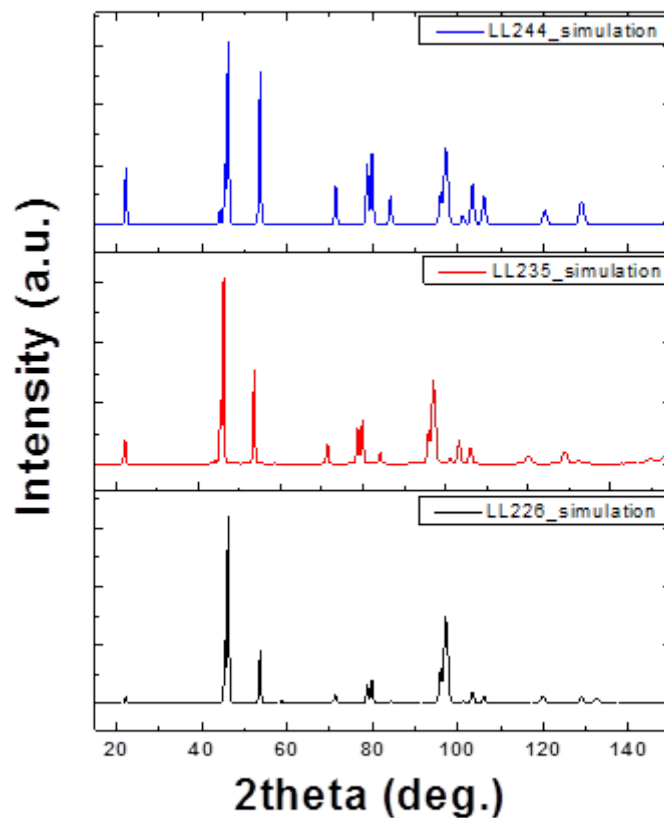 LL244_simulation
LL235_simulation
LL226_simulation
Intensity (a.u.)
20 40 60 80 100 120 140
2theta (deg.)